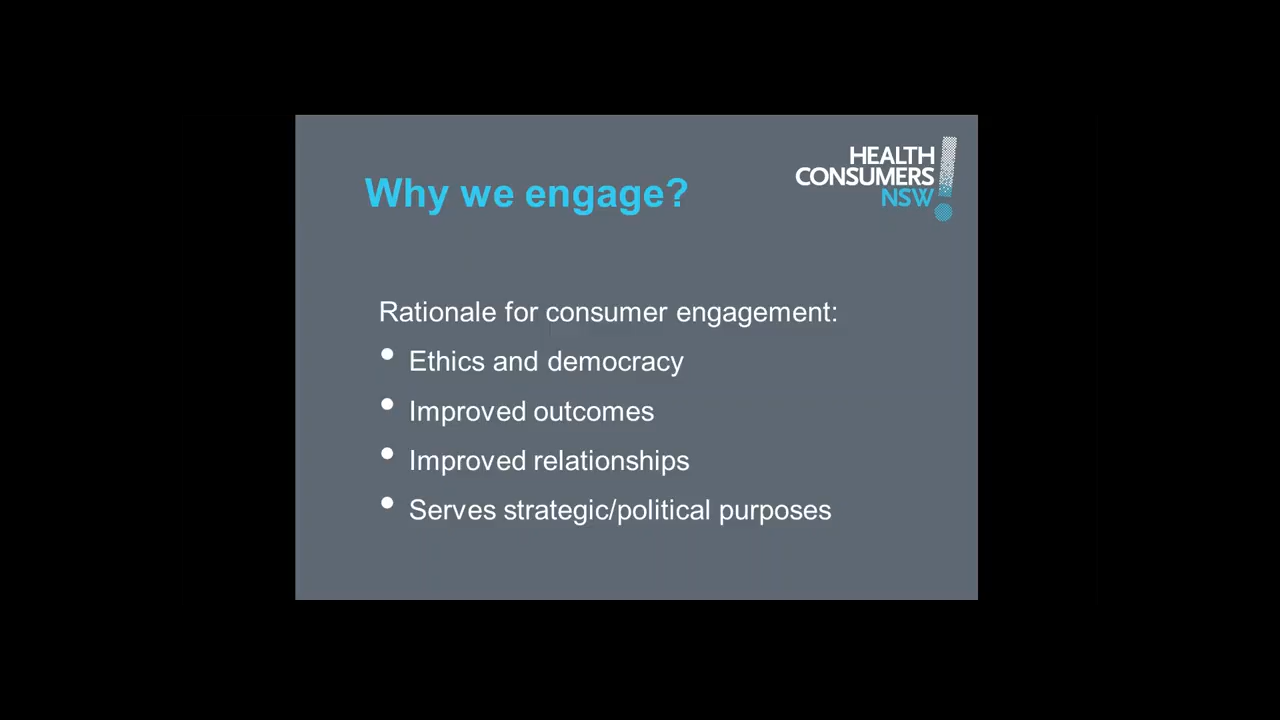 HEALTH
CONSUMERS
NSW
Why we engage?
Rationale for consumer engagement:
• Ethics and democracy
• Improved outcomes
• Improved relationships
• Serves strategic/political purposes